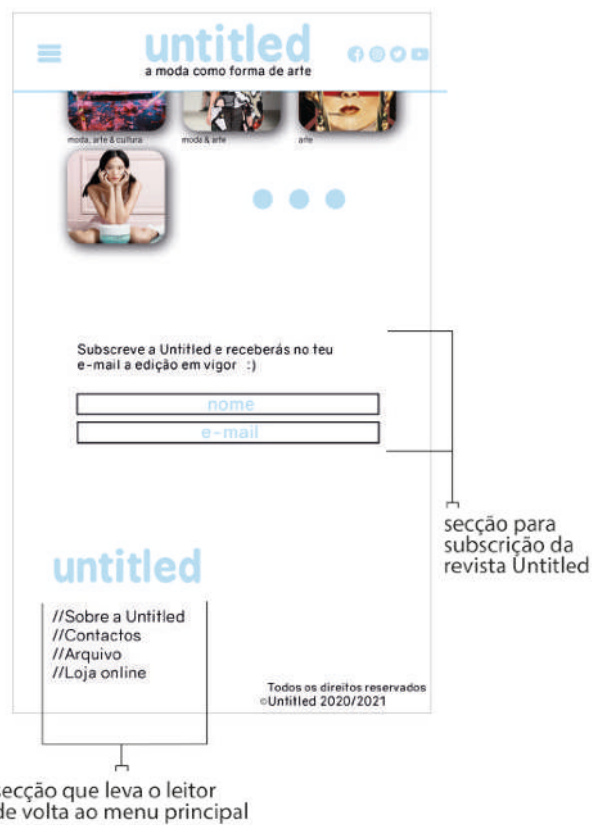 untitled
a moda como forma de arte
moda, arte & cultura
moda & arte
arte
Subscreve a Untitled e receberás no teu
e-mail a edição em vigor :)
nome
e-mail
secção para
subscrição da
revista Untitled
untitled
//Sobre a Untitled
//Contactos
//Arquivo
//Loja online
Todos os direitos reservados
©Untitled 2020/2021
secção que leva o leitor
de volta ao menu principal